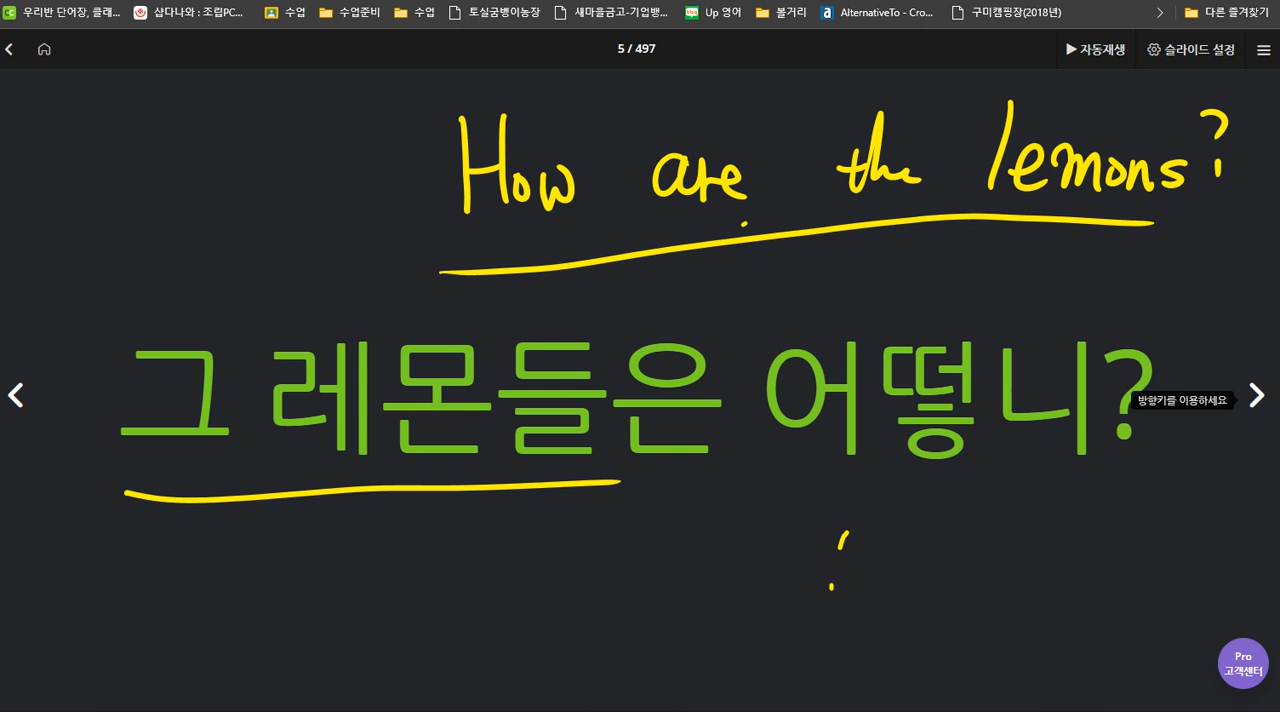 우리반 단어장, 클래... 샵다나와 : 조립PC... 수업 수업준비 수업 토실굼벵이농장 새마을금고-기업뱅... Up 영어 볼거리 AlternativeTo - Cro... 구미캠핑장(2018년) 다른 즐겨찾기
5 / 497 자동재생 슬라이드 설정
How are the lemons?
그 레몬들은 어떻니?
방향키를 이용하세요
Pro
고객센터